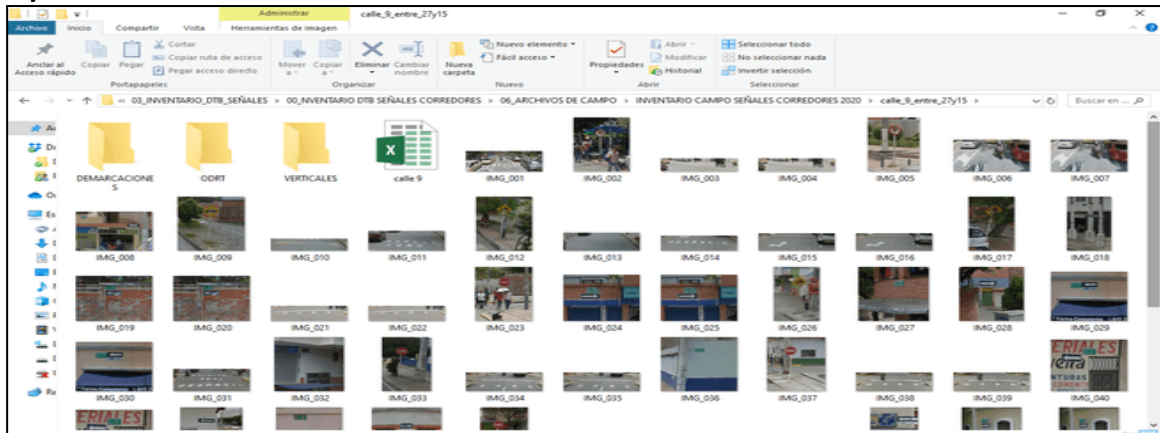 Administrar
calle_9_entre_27y15
Archivo Inicio Compartir Vista Herramientas de imagen
Anclar al Acceso rápido
Copiar
Pegar
Cortar
Copiar ruta de acceso
Pegar acceso directo
Portapapeles
Mover a
Copiar a
Eliminar
Cambiar nombre
Organizar
Nueva carpeta
Nuevo elemento
Fácil acceso
Nuevo
Propiedades
Abrir
Modificar
Historial
Abrir
Seleccionar todo
No seleccionar nada
Invertir selección
Seleccionar
« 03_INVENTARIO_DTB_SEÑALES > 00_NVENTARIO DTB SEÑALES CORREDORES > 06_ARCHIVOS DE CAMPO > INVENTARIO CAMPO SEÑALES CORREDORES 2020 > calle_9_entre_27y15 >
Buscar en ...
DEMARCACIONE
S
ODRT VERTICALES calle 9 IMG_001 IMG_002 IMG_003 IMG_004 IMG_005 IMG_006 IMG_007
IMG_008 IMG_009 IMG_010 IMG_011 IMG_012 IMG_013 IMG_014 IMG_015 IMG_016 IMG_017 IMG_018
IMG_019 IMG_020 IMG_021 IMG_022 IMG_023 IMG_024 IMG_025 IMG_026 IMG_027 IMG_028 IMG_029
IMG_030 IMG_031 IMG_032 IMG_033 IMG_034 IMG_035 IMG_036 IMG_037 IMG_038 IMG_039 IMG_040